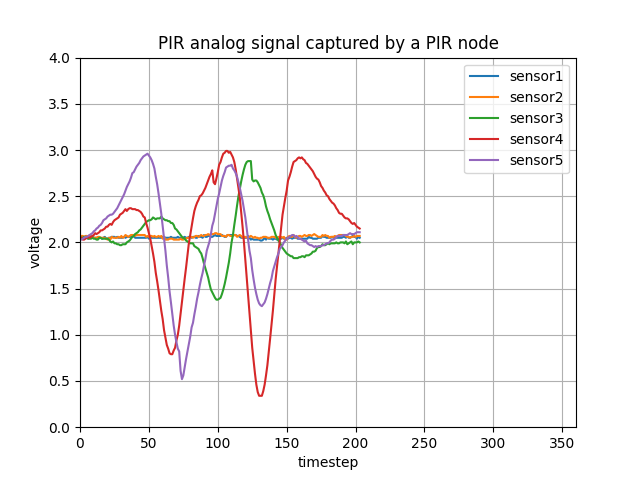 PIR analog signal captured by a PIR node
4.0
3.5
3.0
2.5
2.0
1.5
1.0
0.5
0.0
voltage
sensor1
sensor2
sensor3
sensor4
sensor5
0 50 100 150 200 250 300 350
timestep